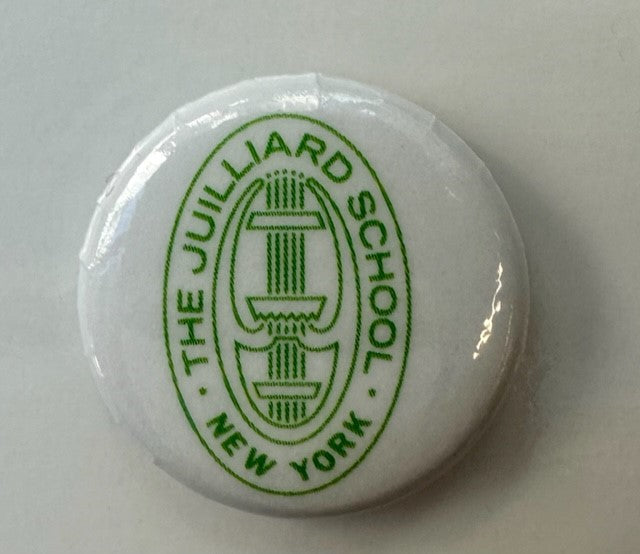 THE JUILLIARD SCHOOL
· NEW YORK ·